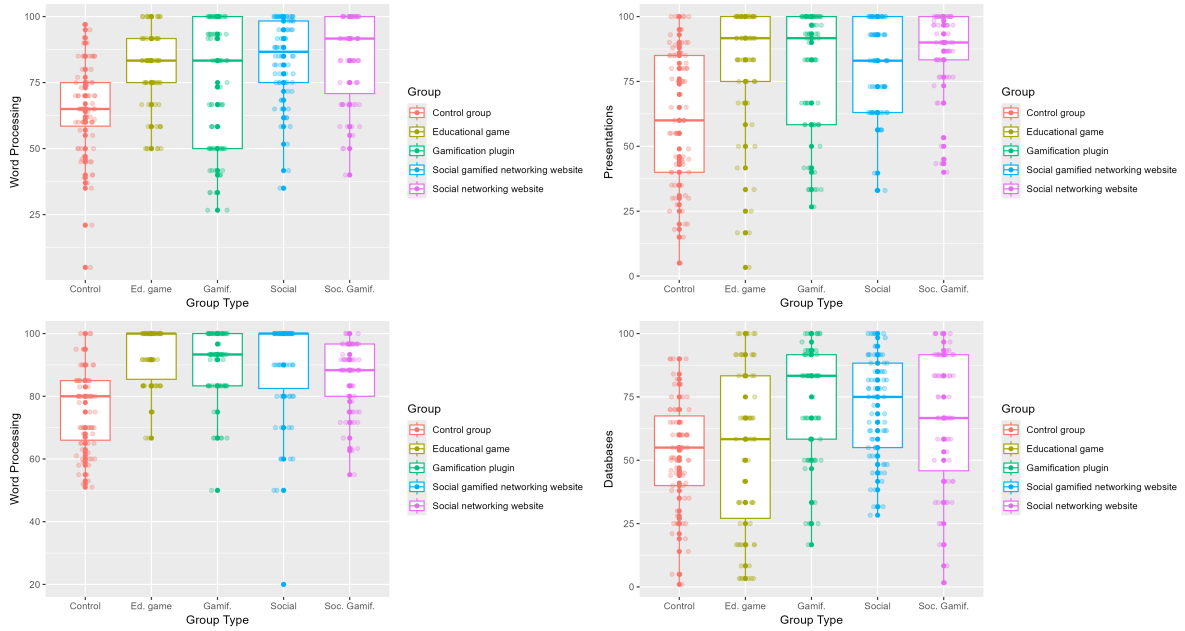 Word Processing
100
75
50
25
Control
Ed. game
Gamif.
Social
Soc. Gamif.
Group Type
Group
Control group
Educational game
Gamification plugin
Social gamified networking website
Social networking website
Presentations
100
75
50
25
0
Control
Ed. game
Gamif.
Social
Soc. Gamif.
Group Type
Group
Control group
Educational game
Gamification plugin
Social gamified networking website
Social networking website
Word Processing
100
80
60
40
20
Control
Ed. game
Gamif.
Social
Soc. Gamif.
Group Type
Group
Control group
Educational game
Gamification plugin
Social gamified networking website
Social networking website
Databases
100
75
50
25
0
Control
Ed. game
Gamif.
Social
Soc. Gamif.
Group Type
Group
Control group
Educational game
Gamification plugin
Social gamified networking website
Social networking website